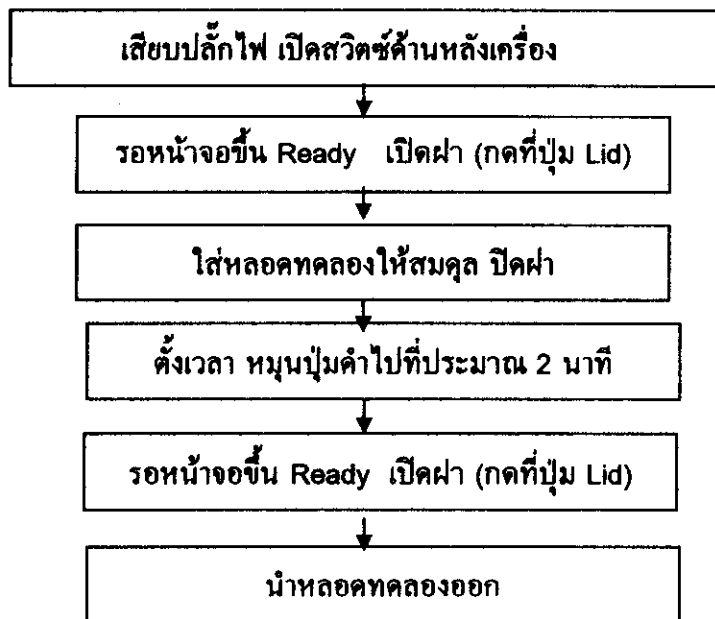 เสียบปลั๊กไฟ เปิดสวิตซ์ด้านหลังเครื่อง
รอหน้าจอขึ้น Ready เปิดฝา (กดที่ปุ่ม Lid)
ใส่หลอดทดลองให้สมดุล ปิดฝา
ตั้งเวลา หมุนปุ่มดำไปที่ประมาณ 2 นาที
รอหน้าจอขึ้น Ready เปิดฝา (กดที่ปุ่ม Lid)
นำหลอดทดลองออก